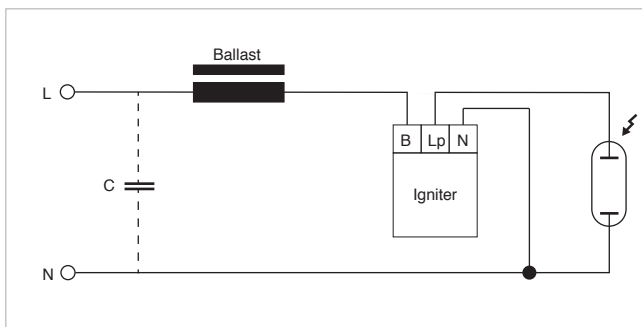 Ballast
L
B Lp N
C
Igniter
N